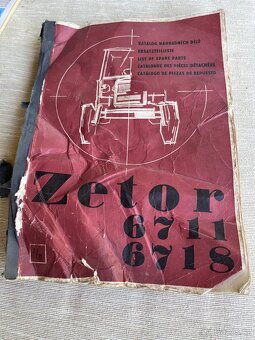 KATALOG NÁHRADNÍCH DÍLŮ
ERSATZTEILLISTE
LIST OF SPARE PARTS
CATALOGUE DES PIÈCES DÉTACHÉES
CATÁLOGO DE PIEZAS DE REPUESTO
Zetor
6711
6718